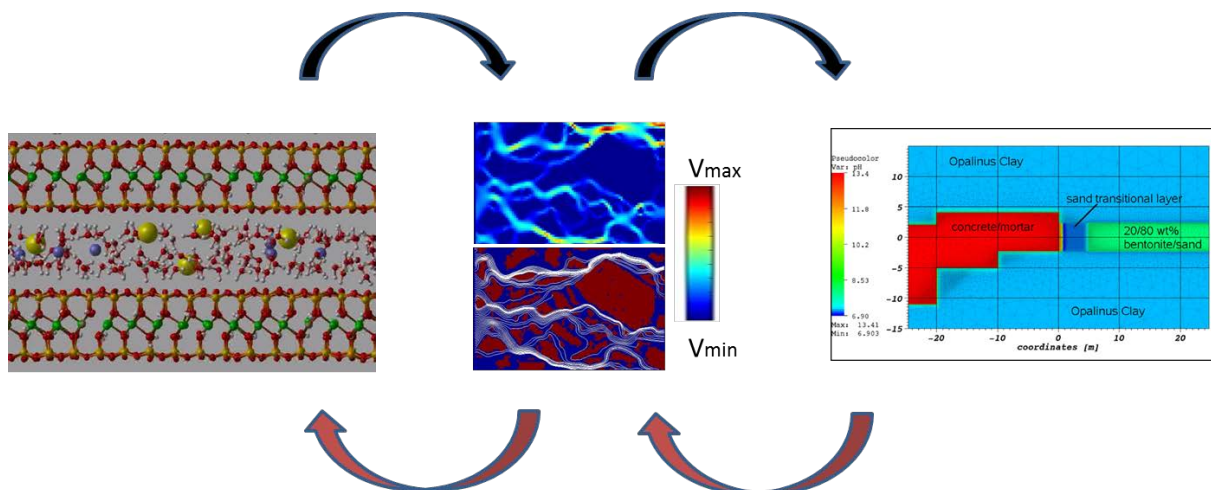 Vmax
Vmin
Pseudocolor
Var: pH
13.4
11.8
10.2
8.53
6.90
Max: 13.41
Min: 6.903
Opalinus Clay
sand transitional layer
concrete/mortar
20/80 wt%
bentonite/sand
Opalinus Clay
5
0
-5
-10
-15
-20
-10
0
10
20
coordinates [m]